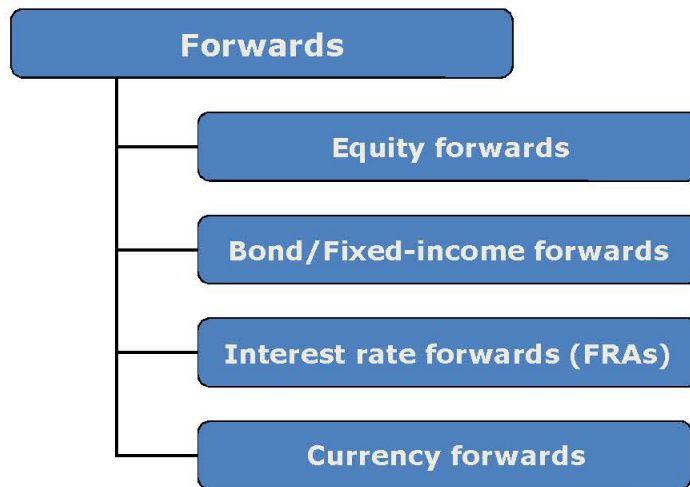 Forwards
Equity forwards
Bond/Fixed-income forwards
Interest rate forwards (FRAs)
Currency forwards